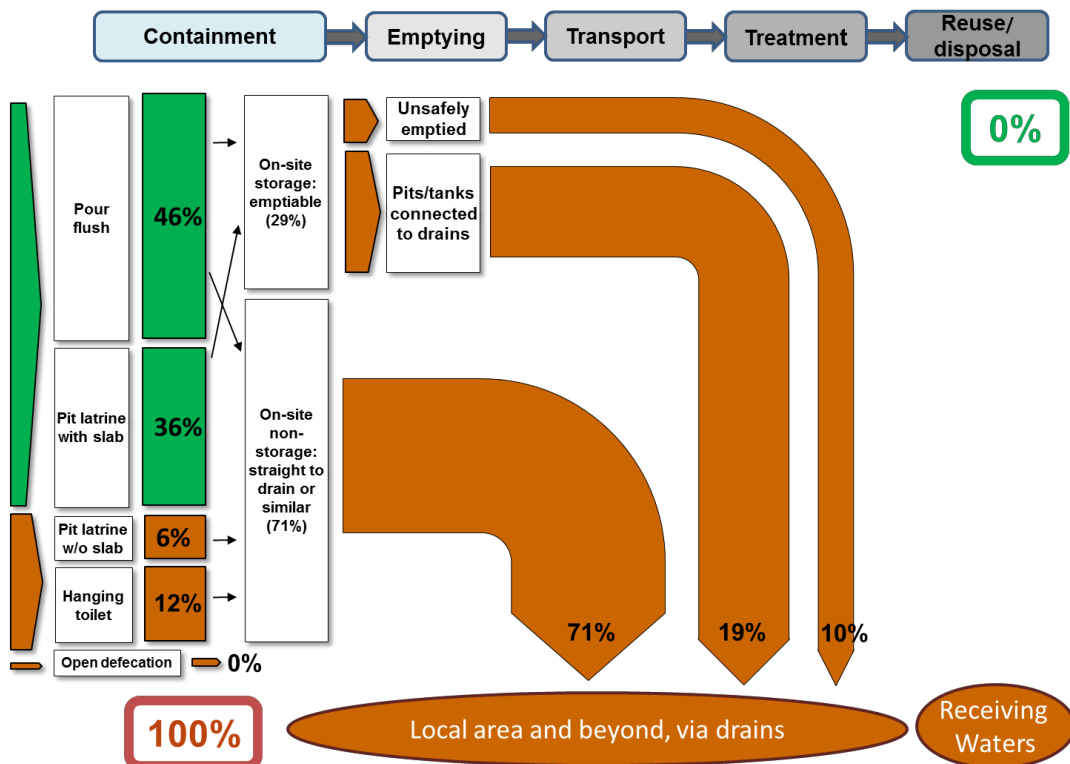 Containment
Emptying
Transport
Treatment
Reuse/
disposal
Pour
flush
46%
Pit latrine
with slab
36%
Pit latrine
w/o slab
6%
Hanging
toilet
12%
Open defecation
0%
On-site
storage:
emptiable
(29%)
On-site
non-
storage:
straight to
drain or
similar
(71%)
Unsafely
emptied
Pits/tanks
connected
to drains
0%
71%
19%
10%
100%
Local area and beyond, via drains
Receiving
Waters